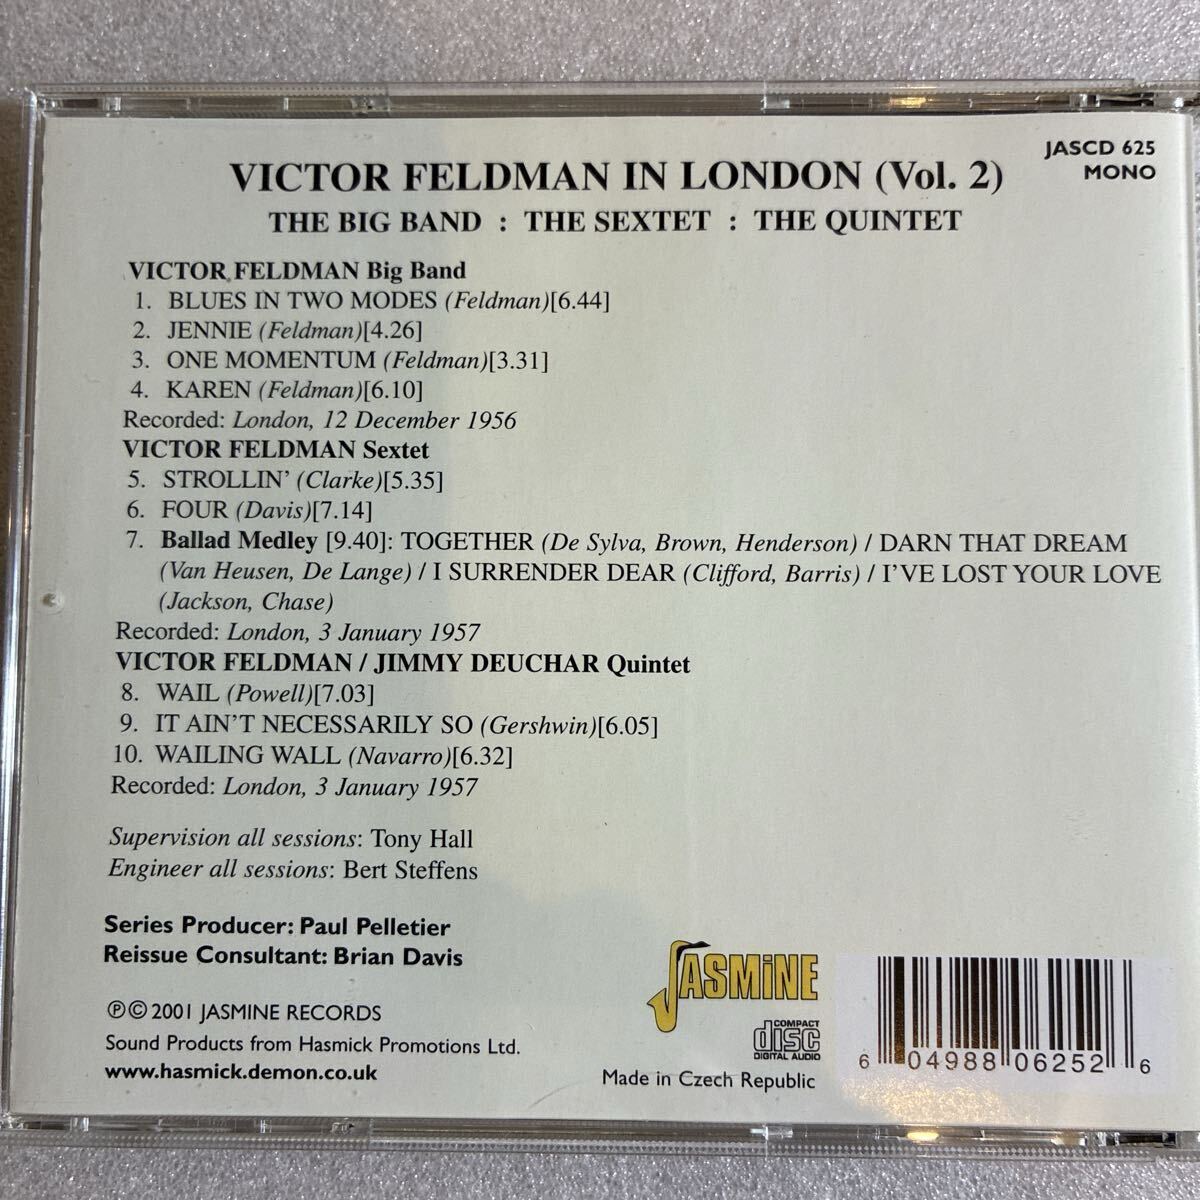 JASCD 625
MONO
VICTOR FELDMAN IN LONDON (Vol. 2)
THE BIG BAND : THE SEXTET : THE QUINTET
VICTOR FELDMAN Big Band
1. BLUES IN TWO MODES (Feldman)[6.44]
2. JENNIE (Feldman)[4.26]
3. ONE MOMENTUM (Feldman)[3.31]
4. KAREN (Feldman)[6.10]
Recorded: London, 12 December 1956
VICTOR FELDMAN Sextet
5. STROLLIN' (Clarke)[5.35]
6. FOUR (Davis)[7.14]
7. Ballad Medley [9.40]: TOGETHER (De Sylva, Brown, Henderson) / DARN THAT DREAM
(Van Heusen, De Lange) / I SURRENDER DEAR (Clifford, Barris) / I'VE LOST YOUR LOVE
(Jackson, Chase)
Recorded: London, 3 January 1957
VICTOR FELDMAN / JIMMY DEUCHAR Quintet
8. WAIL (Powell)[7.03]
9. IT AIN'T NECESSARILY SO (Gershwin)[6.05]
10. WAILING WALL (Navarro)[6.32]
Recorded: London, 3 January 1957
Supervision all sessions: Tony Hall
Engineer all sessions: Bert Steffens
Series Producer: Paul Pelletier
Reissue Consultant: Brian Davis
℗©2001 JASMINE RECORDS
Sound Products from Hasmick Promotions Ltd.
www.hasmick.demon.co.uk
JASMiNE
COMPACT
disc
DIGITAL AUDIO
Made in Czech Republic
6 04988 06252 6